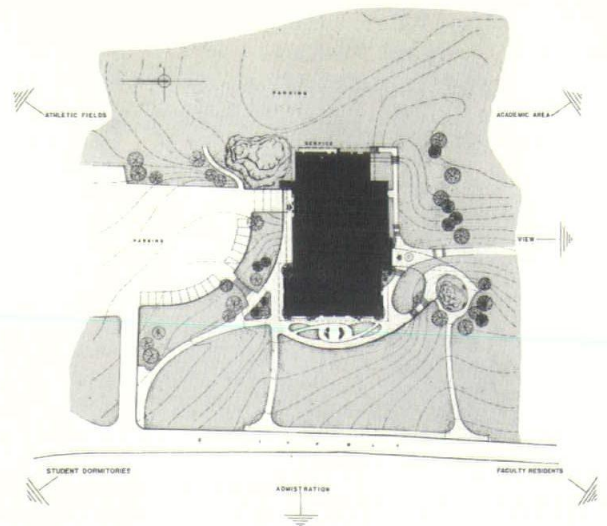 PARKING
ATHLETIC FIELDS
ACADEMIC AREA
SERVICE
PARKING
VIEW
STUDENT DORMITORIES
FACULTY RESIDENTS
ADMISTRATION